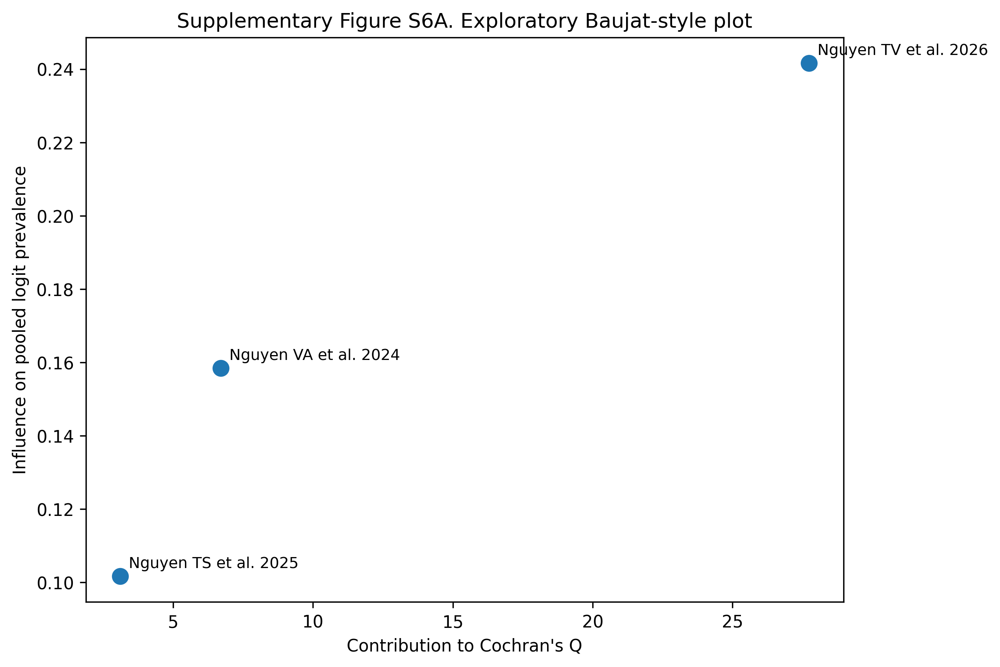 Supplementary Figure S6A. Exploratory Baujat-style plot
Nguyen TV et al. 2026
0.24
0.22
0.20
0.18
Influence on pooled logit prevalence
Nguyen VA et al. 2024
0.16
0.14
0.12
Nguyen TS et al. 2025
0.10
5 10 15 20 25
Contribution to Cochran's Q